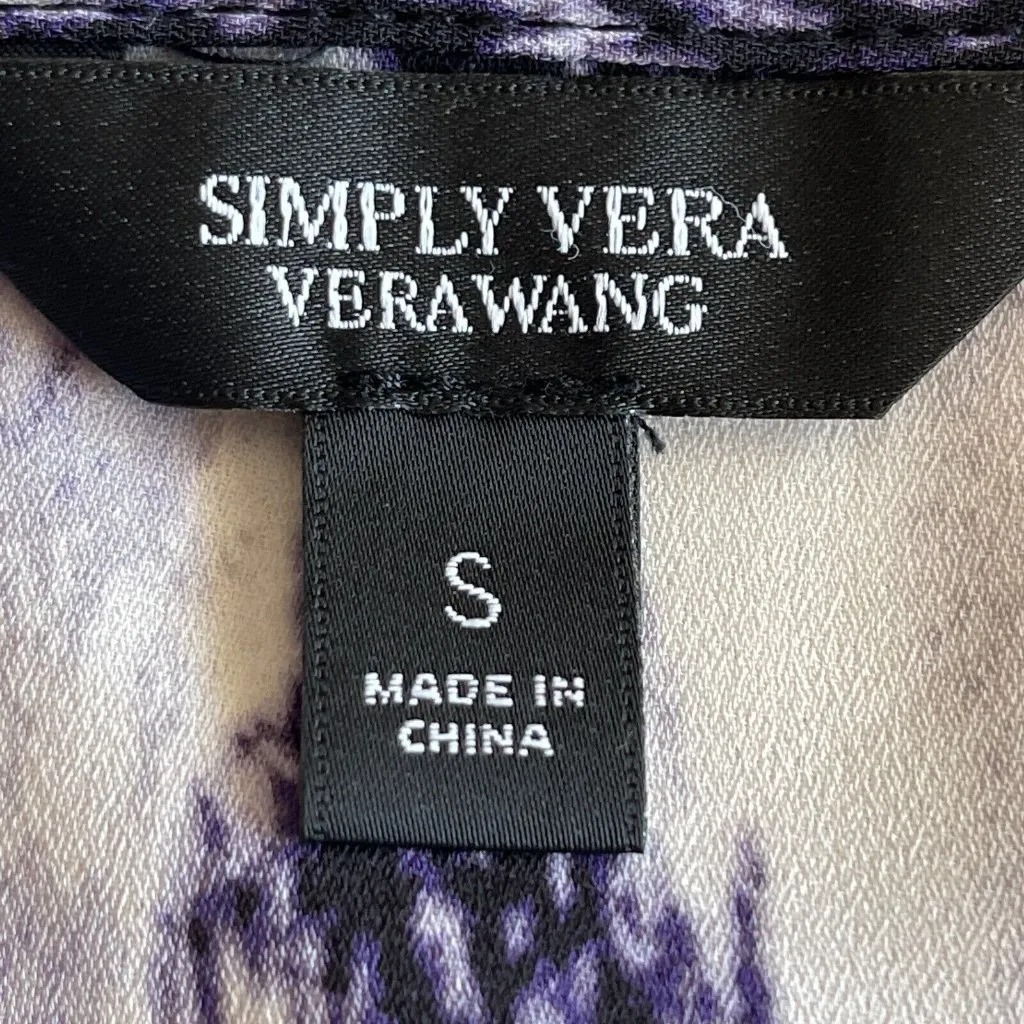 SIMPLY VERA
VERAWANG
S
MADE IN
CHINA